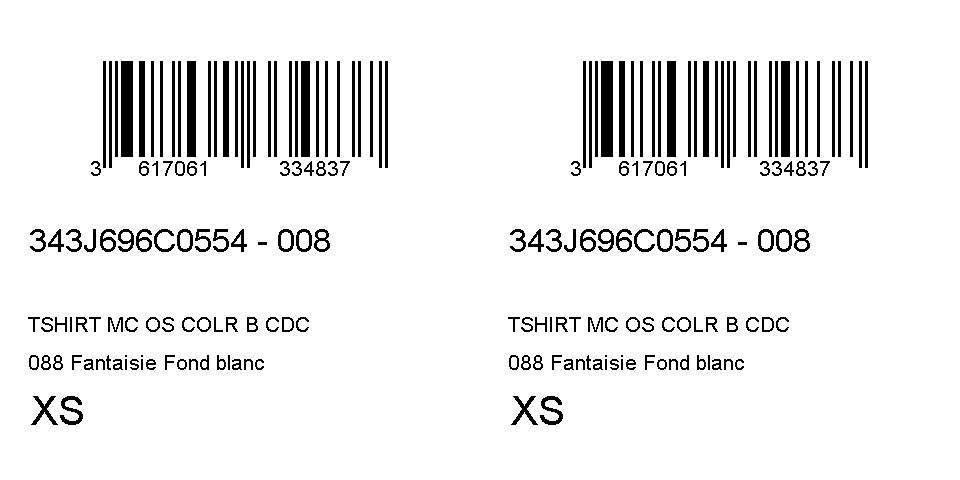 3 617061 334837
343J696C0554 - 008
TSHIRT MC OS COLR B CDC
088 Fantaisie Fond blanc
XS
3 617061 334837
343J696C0554 - 008
TSHIRT MC OS COLR B CDC
088 Fantaisie Fond blanc
XS